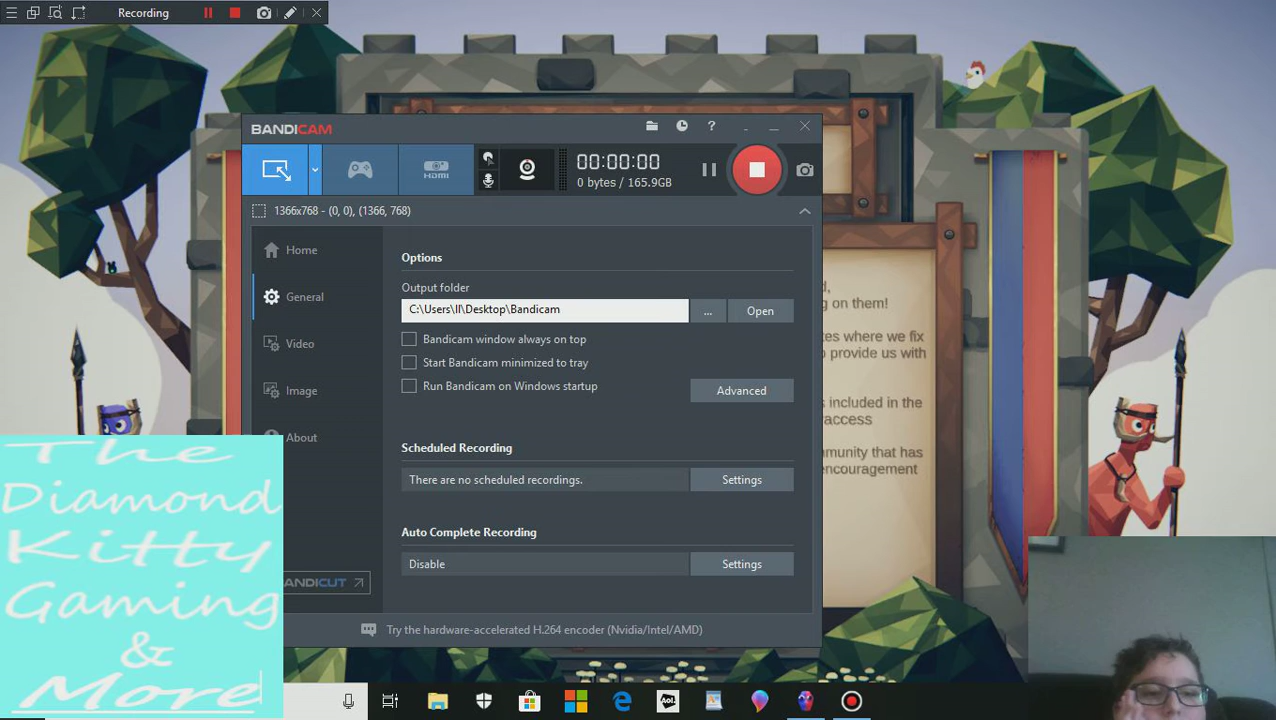 Recording
BANDICAM
HDMI
00:00:00
0 bytes / 165.9GB
1366x768 - (0, 0), (1366, 768)
Home
General
Video
Image
About
Options
Output folder
C:\Users\II\Desktop\Bandicam
...
Open
Bandicam window always on top
Start Bandicam minimized to tray
Run Bandicam on Windows startup
Advanced
Scheduled Recording
There are no scheduled recordings.
Settings
Auto Complete Recording
Disable
Settings
ANDICUT
Try the hardware-accelerated H.264 encoder (Nvidia/Intel/AMD)
d,
g on them!
tes where we fix
o provide us with
s included in the
access
munity that has
encouragement
The
Diamond
Kitty
Gaming
&
More
Aol.